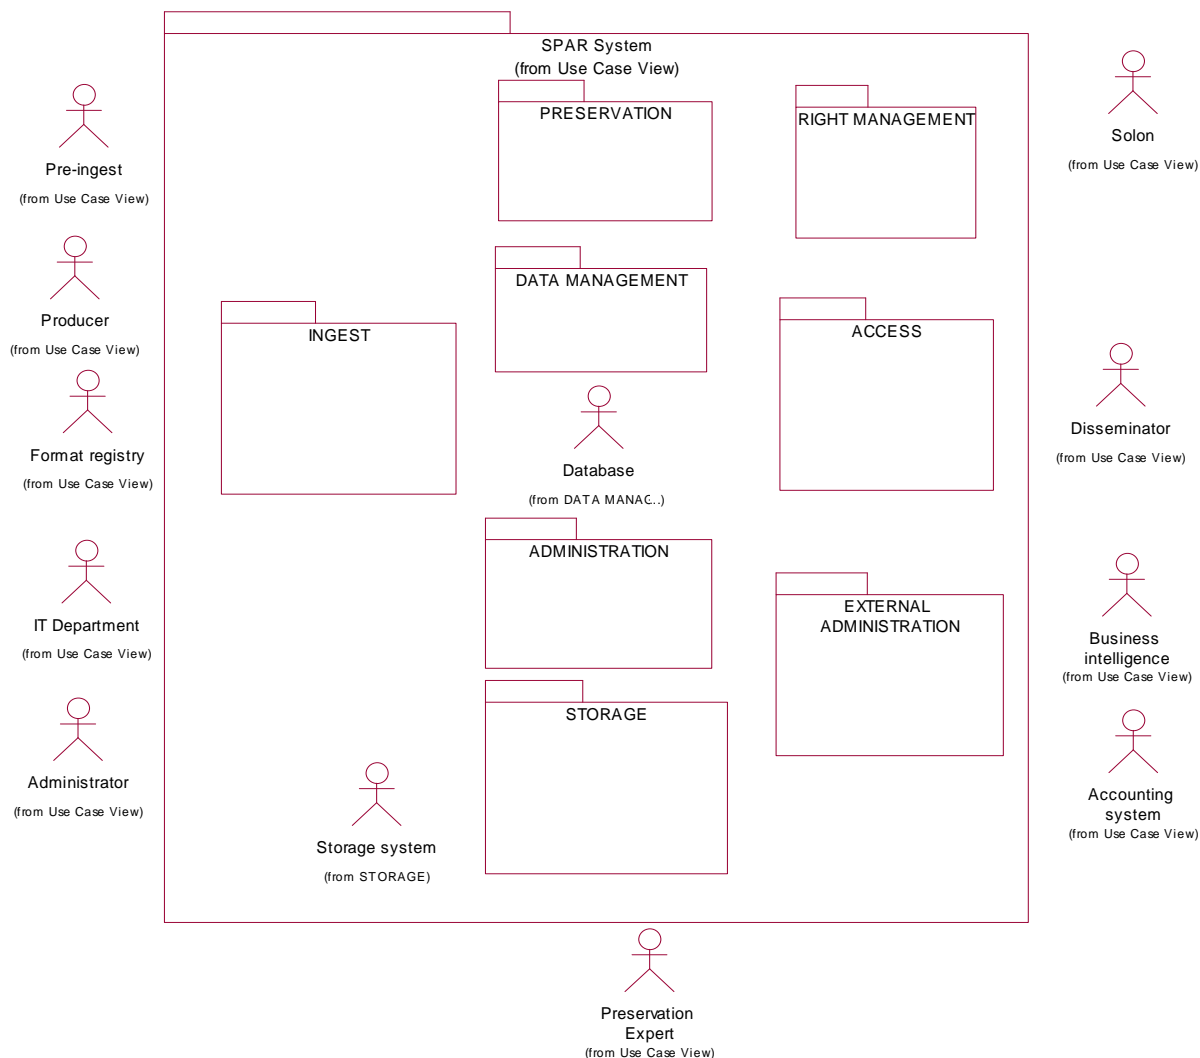 SPAR System
(from Use Case View)
PRESERVATION
RIGHT MANAGEMENT
Solon
(from Use Case View)
Pre-ingest
(from Use Case View)
DATA MANAGEMENT
Producer
(from Use Case View)
INGEST
ACCESS
Format registry
(from Use Case View)
Database
(from DATA MANAC...)
Disseminator
(from Use Case View)
ADMINISTRATION
IT Department
(from Use Case View)
EXTERNAL
ADMINISTRATION
Business
intelligence
(from Use Case View)
STORAGE
Administrator
(from Use Case View)
Storage system
(from STORAGE)
Accounting
system
(from Use Case View)
Preservation
Expert
(from Use Case View)